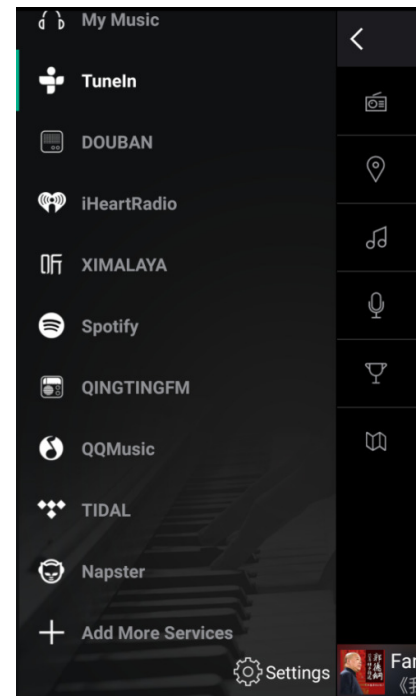 My Music
TuneIn
DOUBAN
iHeartRadio
XIMALAYA
Spotify
QINGTINGFM
QQMusic
TIDAL
Napster
Add More Services
Settings